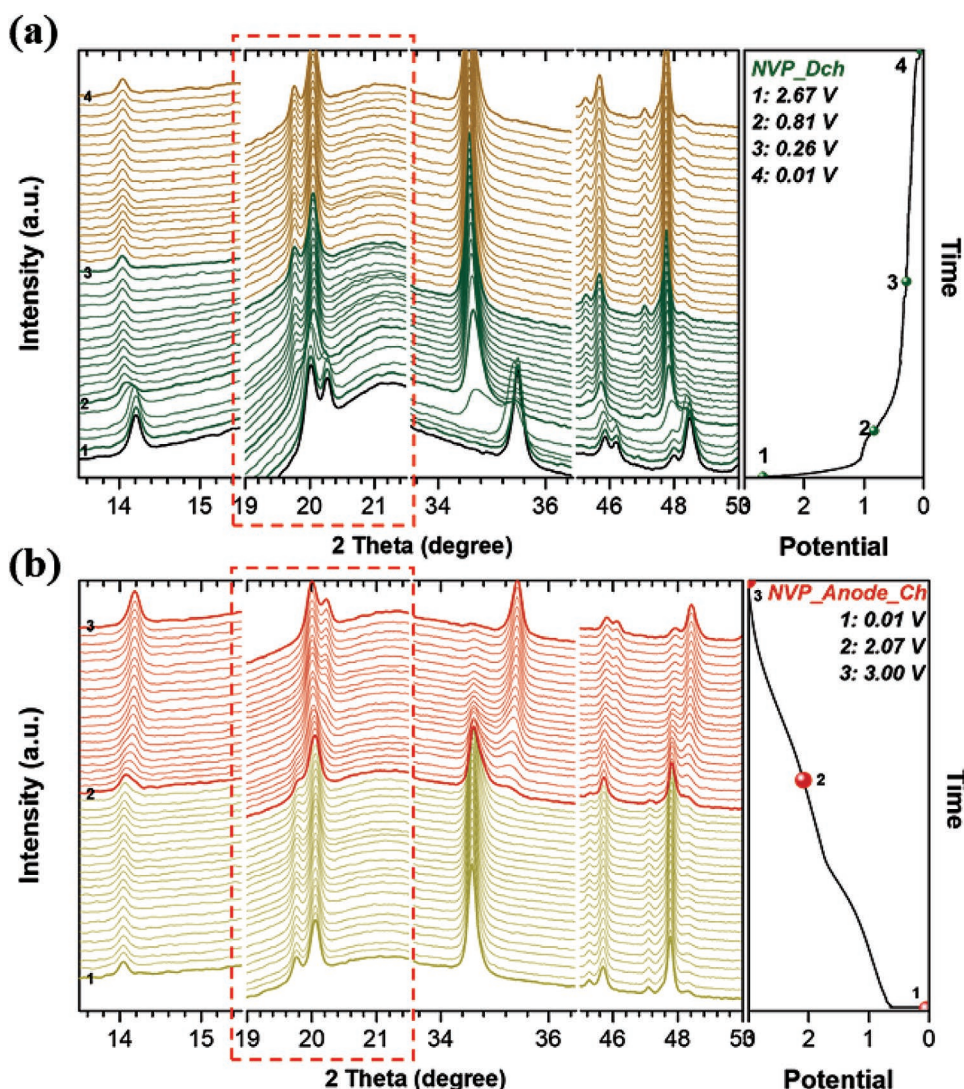 (a)
Intensity (a.u.)
4
3
2
1
NVP_Dch
1: 2.67 V
2: 0.81 V
3: 0.26 V
4: 0.01 V
4
3
2
1
Time
14 15 19 20 21 34 36 46 48 50 3 2 1 0
2 Theta (degree)
Potential
(b)
Intensity (a.u.)
3
2
1
3
NVP_Anode_Ch
1: 0.01 V
2: 2.07 V
3: 3.00 V
2
1
Time
14 15 19 20 21 34 36 46 48 50 3 2 1 0
2 Theta (degree)
Potential